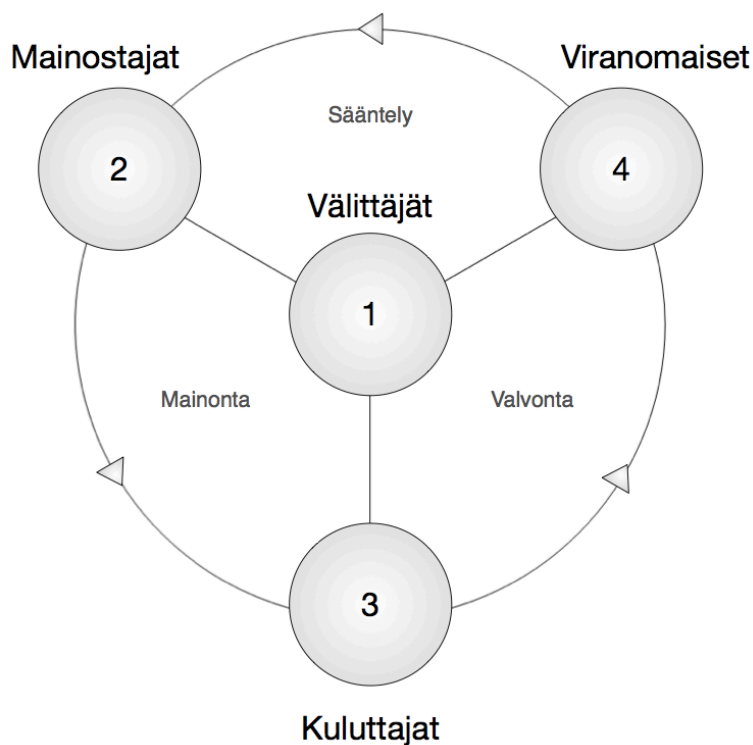 Mainostajat
Viranomaiset
Sääntely
2
4
Välittäjät
1
Mainonta
Valvonta
3
Kuluttajat